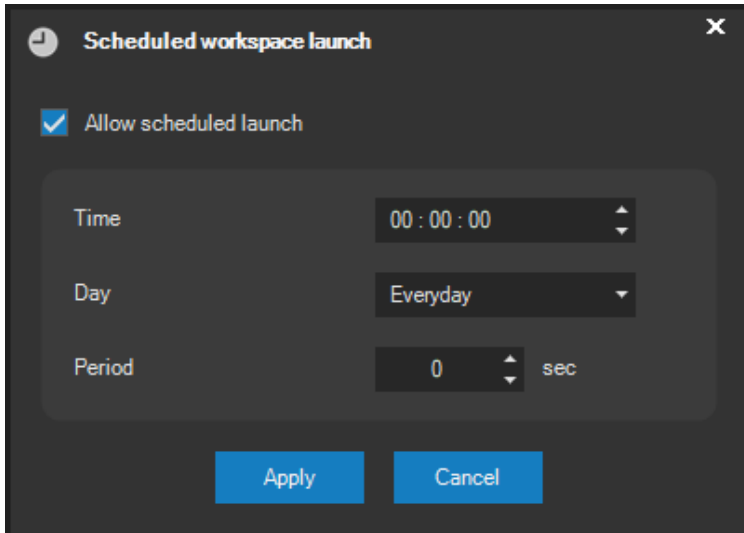 Scheduled workspace launch
Allow scheduled launch
Time 00 : 00 : 00
Day Everyday
Period 0 sec
Apply Cancel